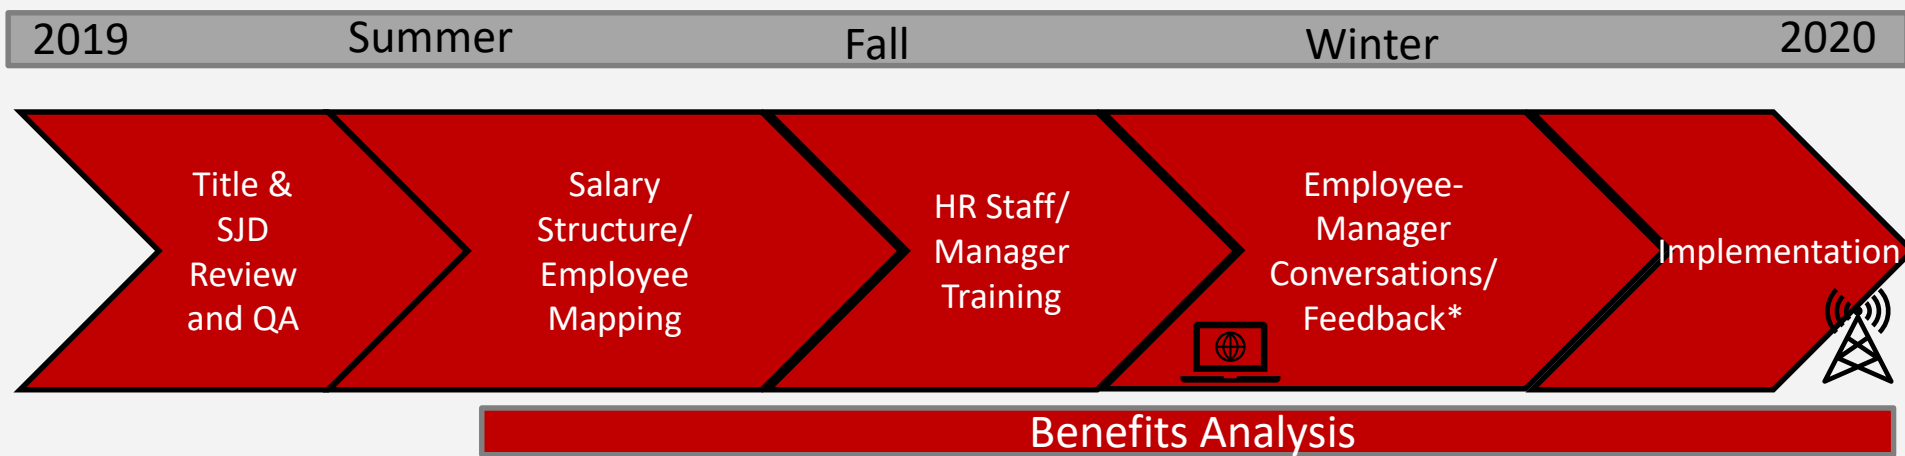 2019 Summer Fall Winter 2020
Title &
SJD
Review
and QA
Salary
Structure/
Employee
Mapping
HR Staff/
Manager
Training
Employee-
Manager
Conversations/
Feedback*
Implementation
Benefits Analysis